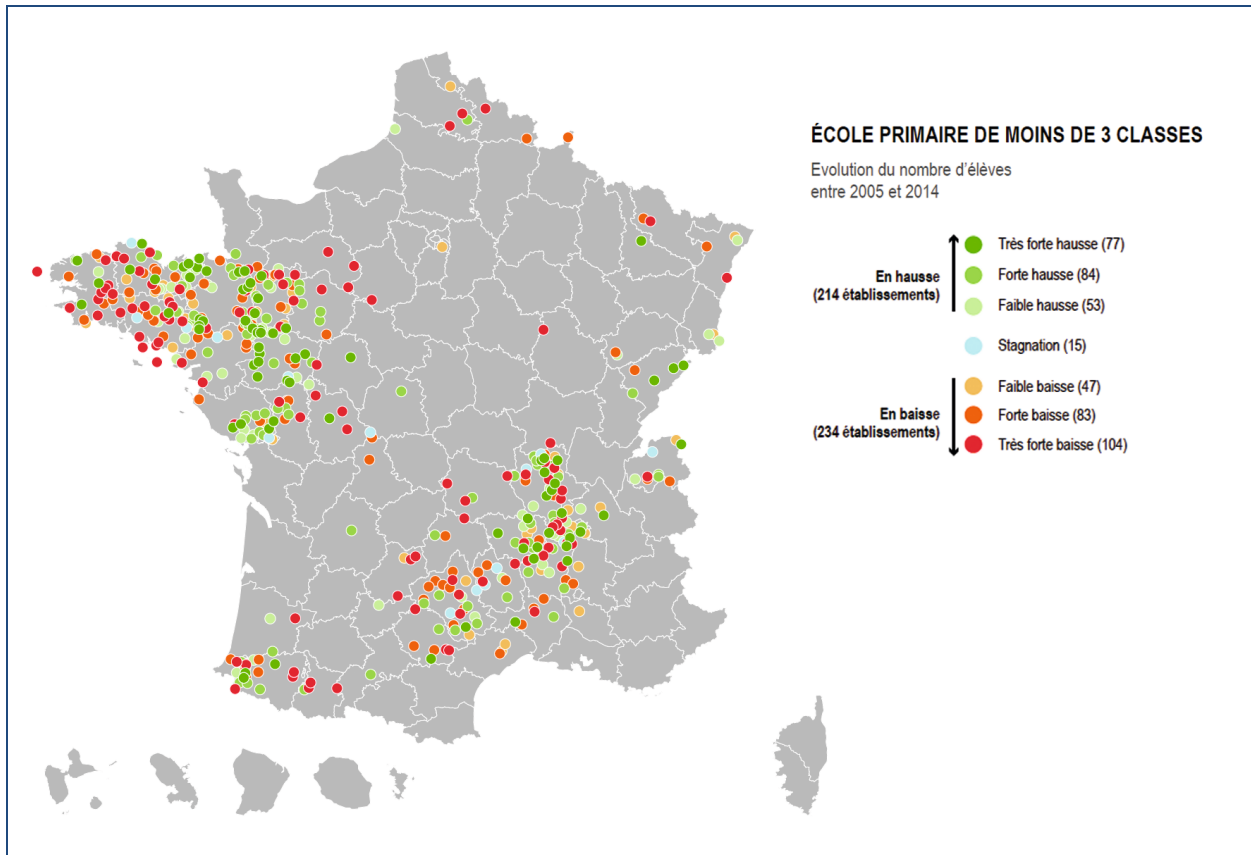 ÉCOLE PRIMAIRE DE MOINS DE 3 CLASSES
Evolution du nombre d'élèves
entre 2005 et 2014
En hausse
(214 établissements)
Très forte hausse (77)
Forte hausse (84)
Faible hausse (53)
Stagnation (15)
En baisse
(234 établissements)
Faible baisse (47)
Forte baisse (83)
Très forte baisse (104)